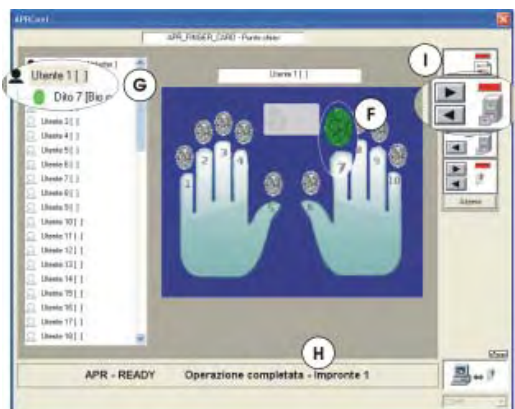 APRCard
APR_FINGER_CARD - Punto chiavi
Utente 1 [ ]
Utente 1 [ ]
Dito 7 [Bio
G
F
I
Utente 3 [ ]
Utente 4 [ ]
Utente 5 [ ]
Utente 6 [ ]
Utente 7 [ ]
Utente 8 [ ]
Utente 9 [ ]
Utente 10 [ ]
Utente 11 [ ]
Utente 12 [ ]
Utente 13 [ ]
Utente 14 [ ]
Utente 15 [ ]
Utente 16 [ ]
Utente 17 [ ]
Utente 18 [ ]
1
2
3
4
5
6
7
8
9
10
H
APR - READY Operazione completata - Impronte 1